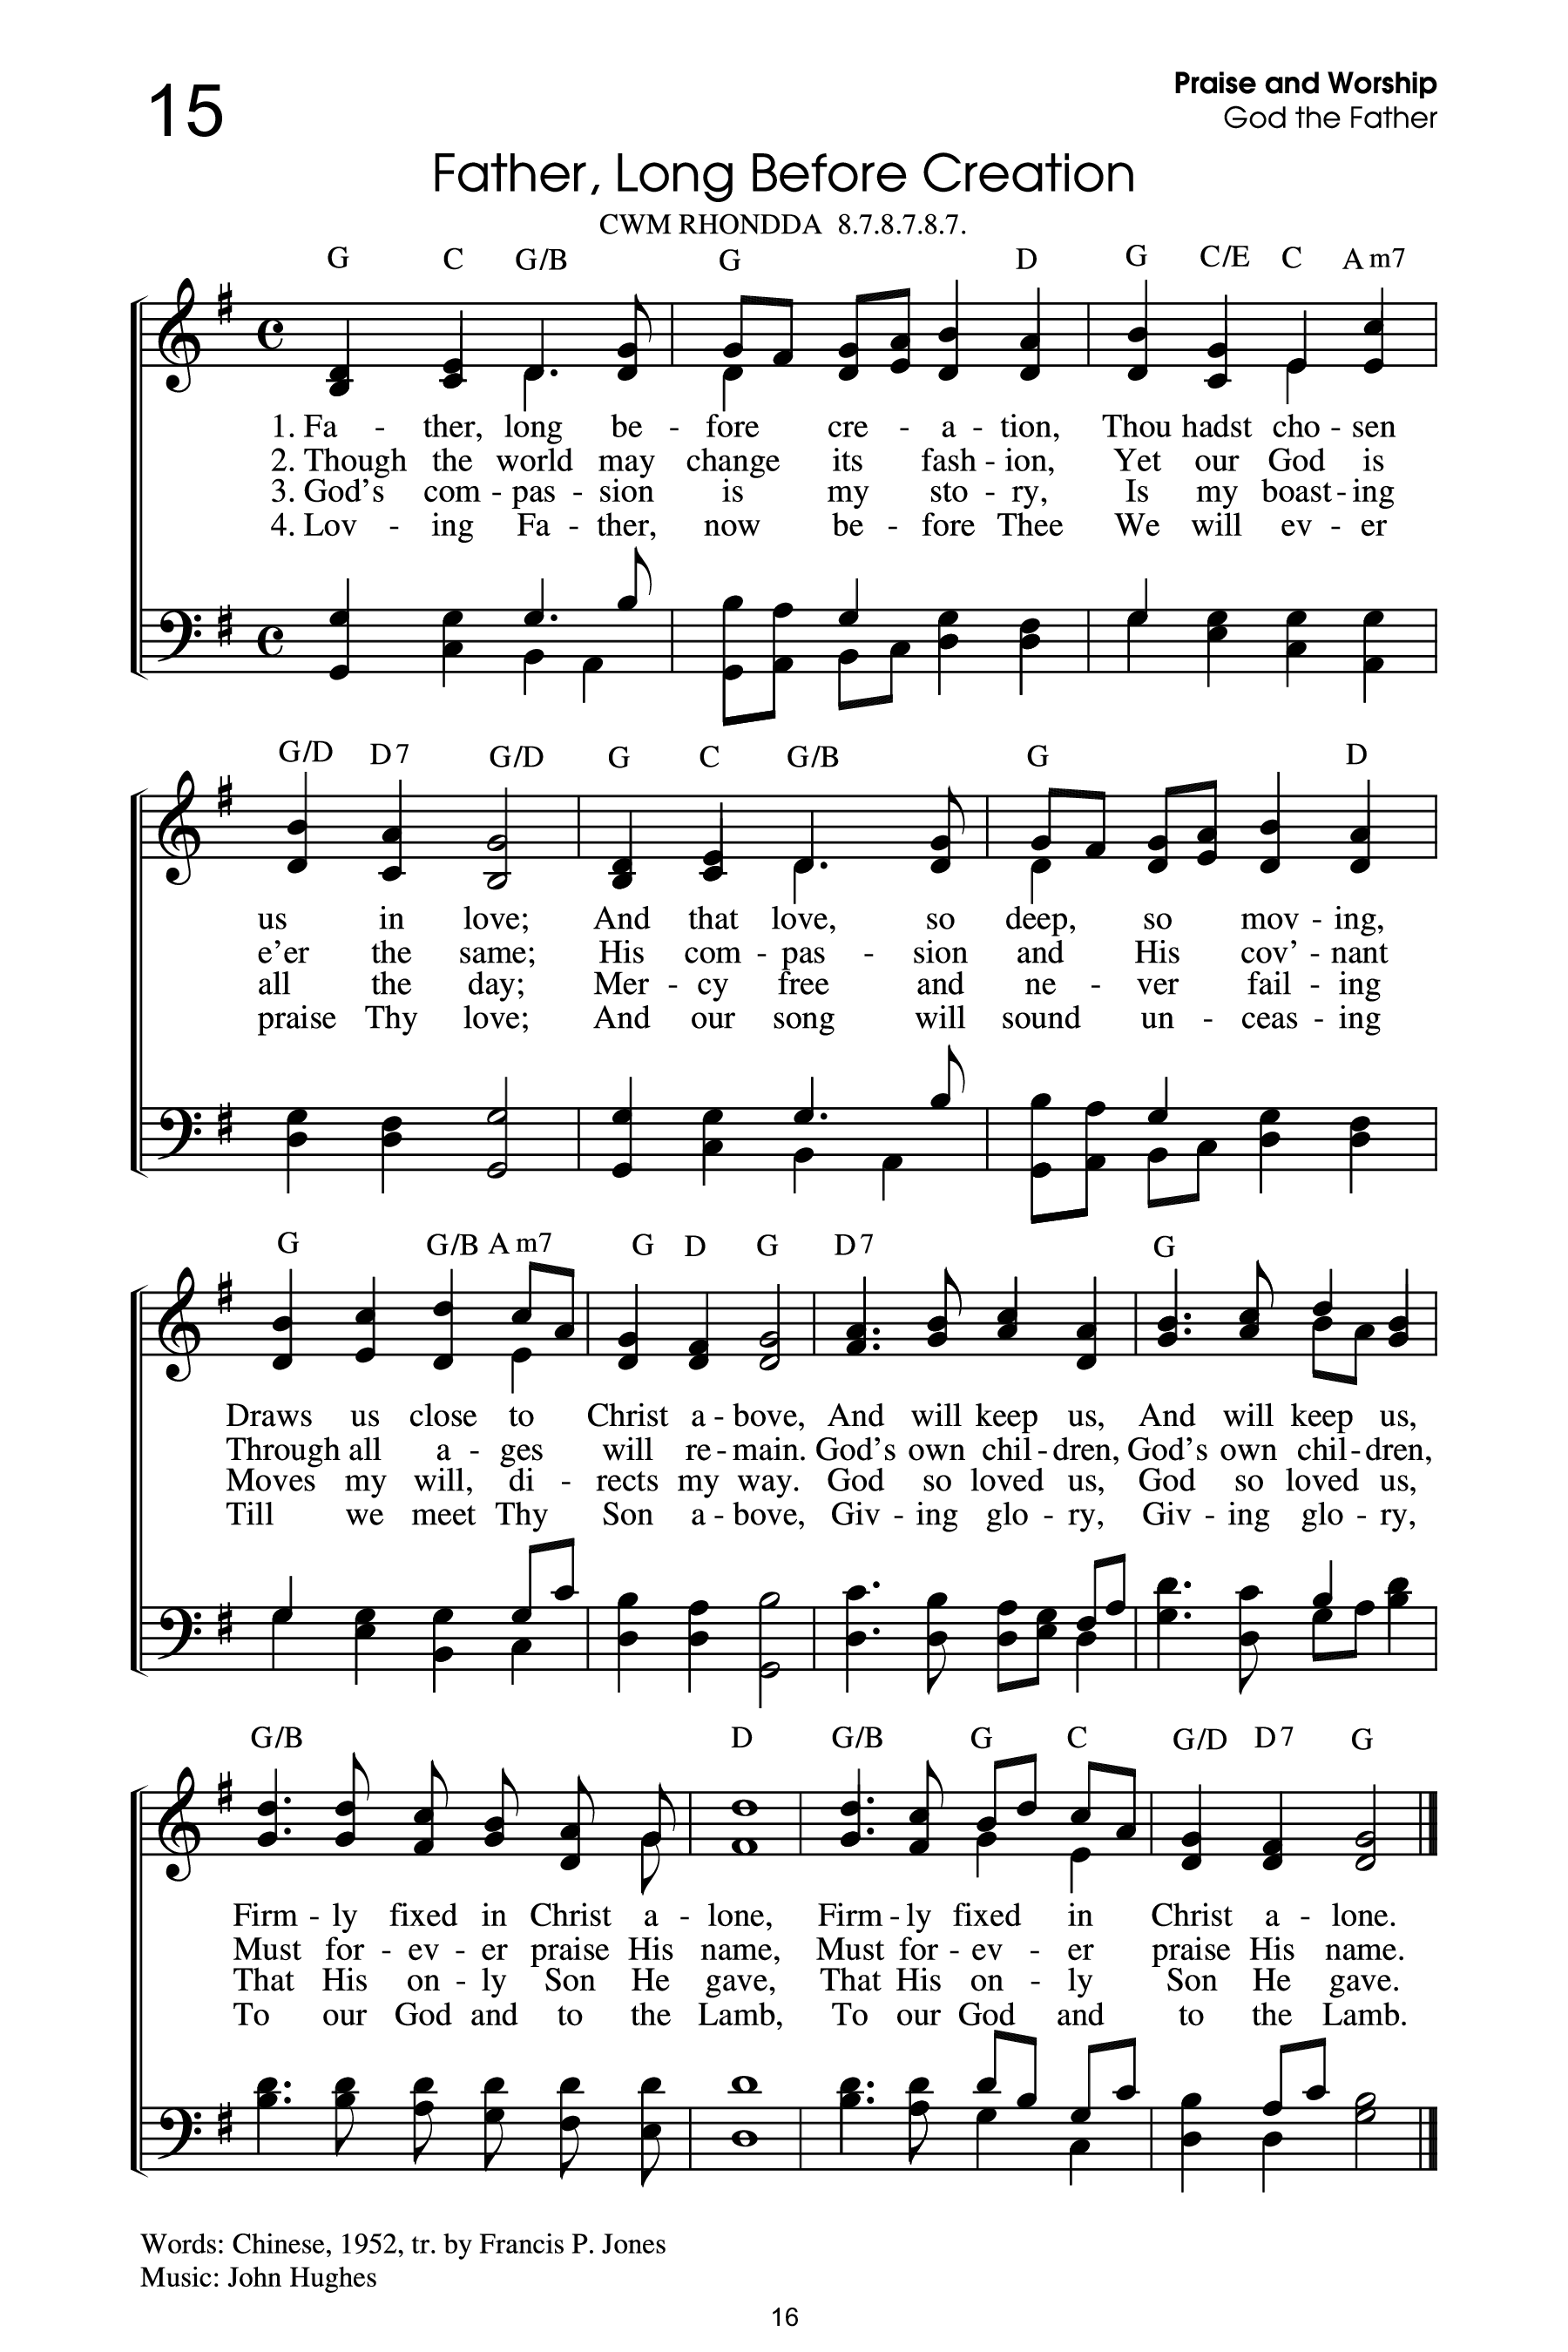 15
Praise and Worship
God the Father
Father, Long Before Creation
CWM RHONDDA 8.7.8.7.8.7.
G C G/B G D G C/E C A m7
1. Fa - ther, long be - fore cre - a - tion, Thou hadst cho - sen
2. Though the world may change its fash - ion, Yet our God is
3. God’s com - pas - sion is my sto - ry, Is my boast - ing
4. Lov - ing Fa - ther, now be - fore Thee We will ev - er
G/D D 7 G/D G C G/B G D
us in love; And that love, so deep, so mov - ing,
e’er the same; His com - pas - sion and His cov’ - nant
all the day; Mer - cy free and ne - ver fail - ing
praise Thy love; And our song will sound un - ceas - ing
G G/B A m7 G D G D 7 G
Draws us close to Christ a - bove, And will keep us, And will keep us,
Through all a - ges will re - main. God’s own chil - dren, God’s own chil - dren,
Moves my will, di - rects my way. God so loved us, God so loved us,
Till we meet Thy Son a - bove, Giv - ing glo - ry, Giv - ing glo - ry,
G/B D G/B G C G/D D 7 G
Firm - ly fixed in Christ a - lone, Firm - ly fixed in Christ a - lone.
Must for - ev - er praise His name, Must for - ev - er praise His name.
That His on - ly Son He gave, That His on - ly Son He gave.
To our God and to the Lamb, To our God and to the Lamb.
Words: Chinese, 1952, tr. by Francis P. Jones
Music: John Hughes
16